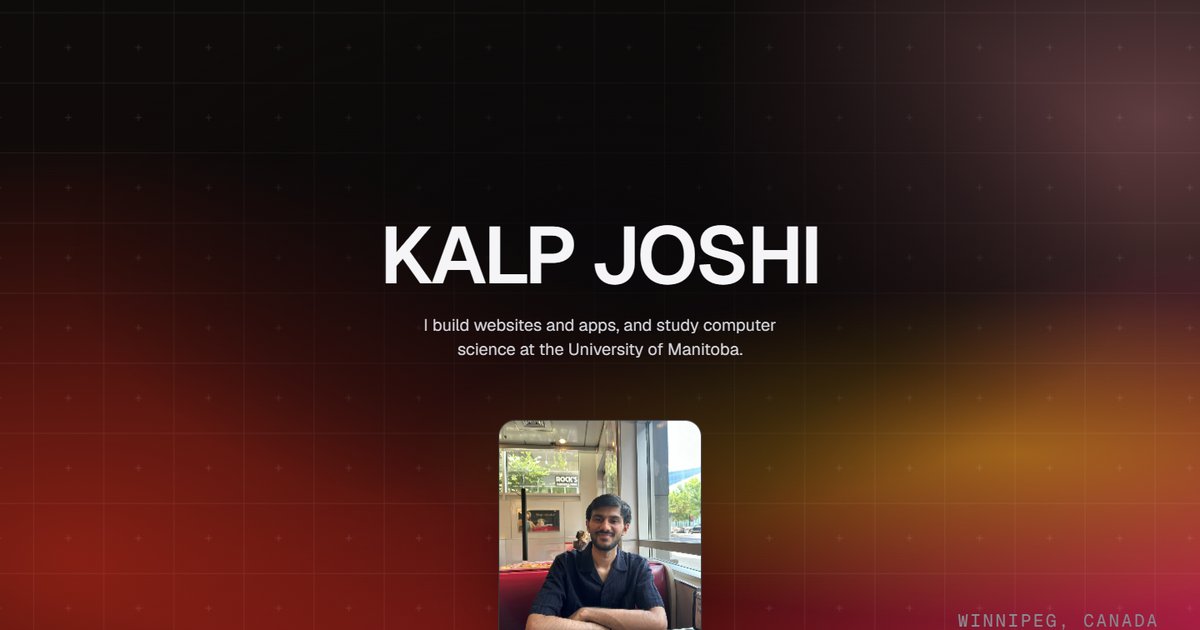 KALP JOSHI
I build websites and apps, and study computer
science at the University of Manitoba.
ROCK'S
WINNIPEG, CANADA